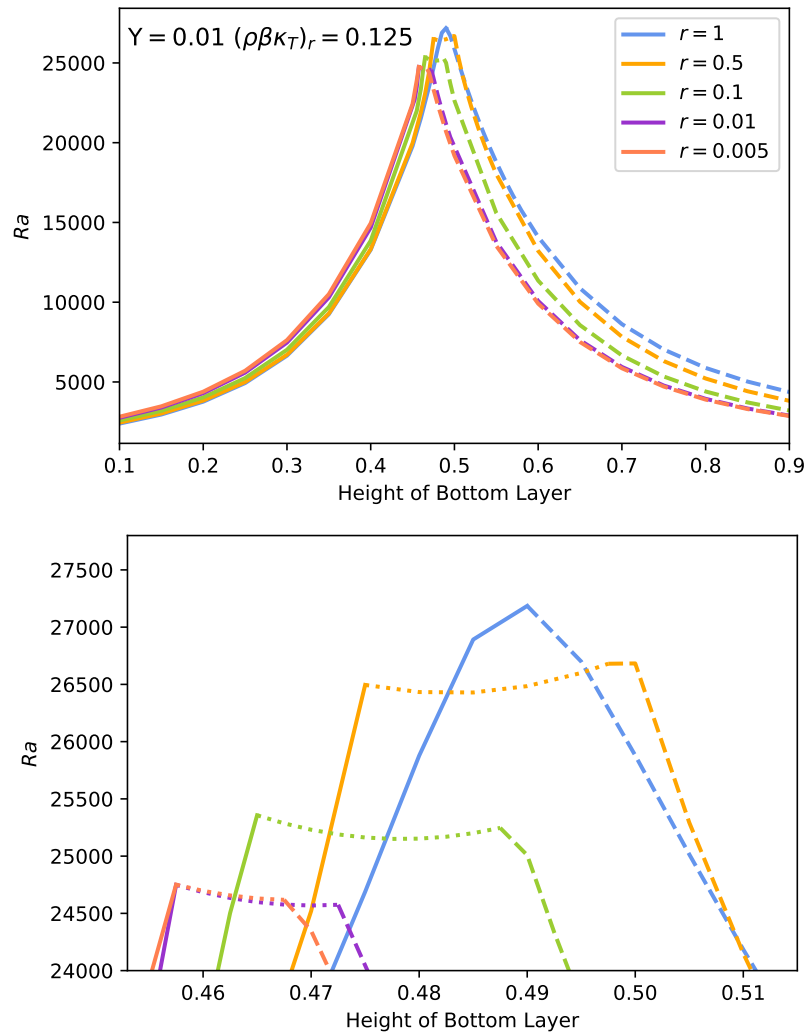 Υ = 0.01 (ρβκ_T)_r = 0.125
r = 1
r = 0.5
r = 0.1
r = 0.01
r = 0.005
25000
20000
15000
10000
5000
Ra
0.1 0.2 0.3 0.4 0.5 0.6 0.7 0.8 0.9
Height of Bottom Layer
27500
27000
26500
26000
25500
25000
24500
24000
Ra
0.46 0.47 0.48 0.49 0.50 0.51
Height of Bottom Layer